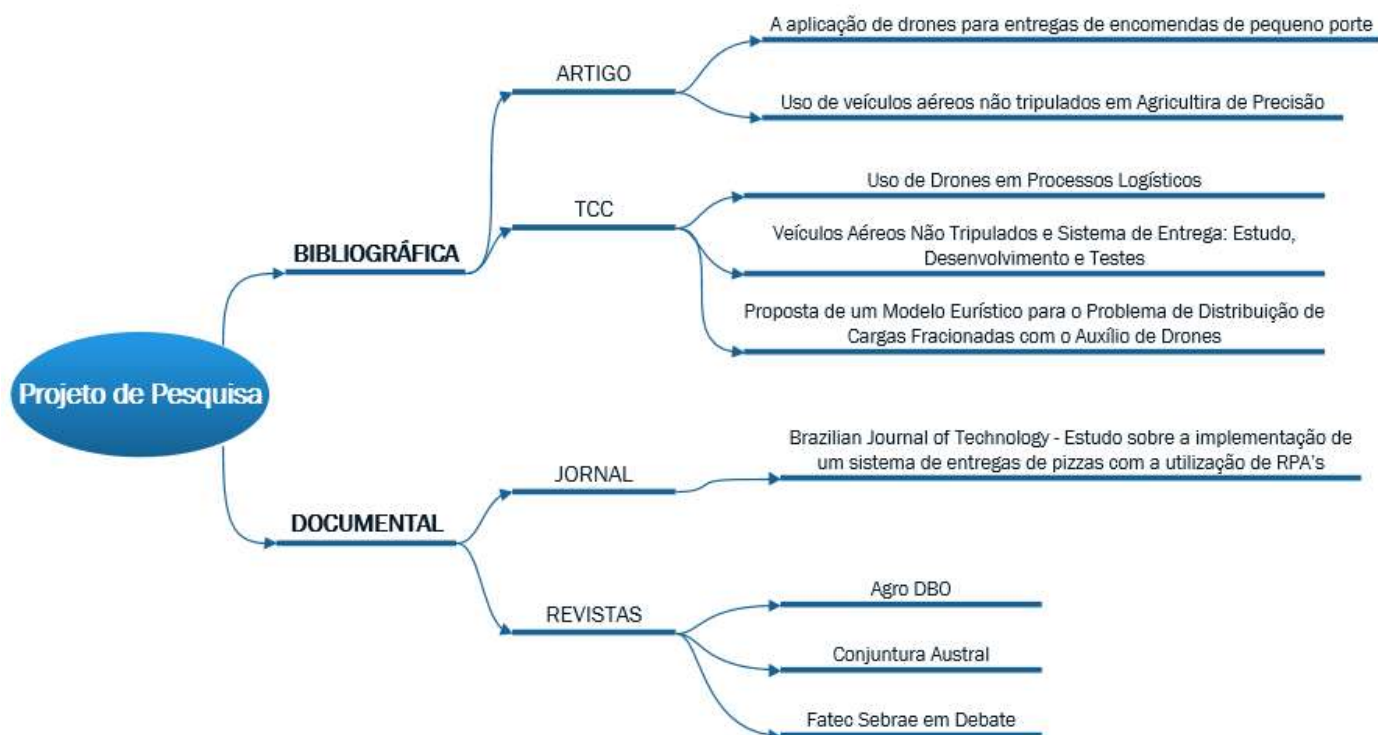 A aplicação de drones para entregas de encomendas de pequeno porte
ARTIGO
Uso de veículos aéreos não tripulados em Agricultira de Precisão
Uso de Drones em Processos Logísticos
TCC
Veículos Aéreos Não Tripulados e Sistema de Entrega: Estudo,
Desenvolvimento e Testes
BIBLIOGRÁFICA
Proposta de um Modelo Eurístico para o Problema de Distribuição de
Cargas Fracionadas com o Auxílio de Drones
Projeto de Pesquisa
Brazilian Journal of Technology - Estudo sobre a implementação de
um sistema de entregas de pizzas com a utilização de RPA's
JORNAL
DOCUMENTAL
Agro DBO
REVISTAS
Conjuntura Austral
Fatec Sebrae em Debate